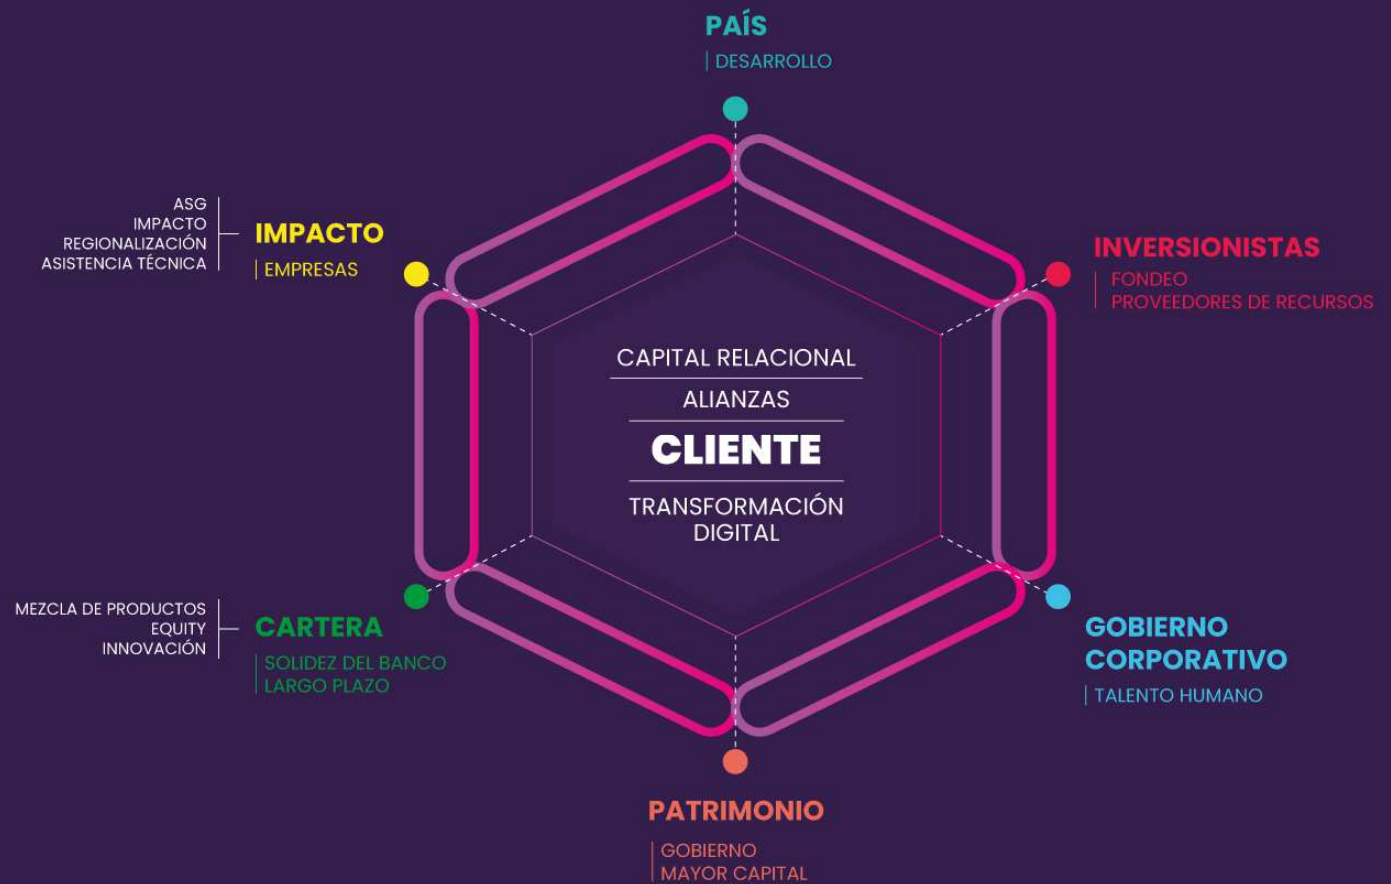 PAÍS
DESARROLLO
ASG
IMPACTO
REGIONALIZACIÓN
ASISTENCIA TÉCNICA
IMPACTO
EMPRESAS
INVERSIONISTAS
FONDEO
PROVEEDORES DE RECURSOS
CAPITAL RELACIONAL
ALIANZAS
CLIENTE
TRANSFORMACIÓN
DIGITAL
MEZCLA DE PRODUCTOS
EQUITY
INNOVACIÓN
CARTERA
SOLIDEZ DEL BANCO
LARGO PLAZO
GOBIERNO
CORPORATIVO
TALENTO HUMANO
PATRIMONIO
GOBIERNO
MAYOR CAPITAL